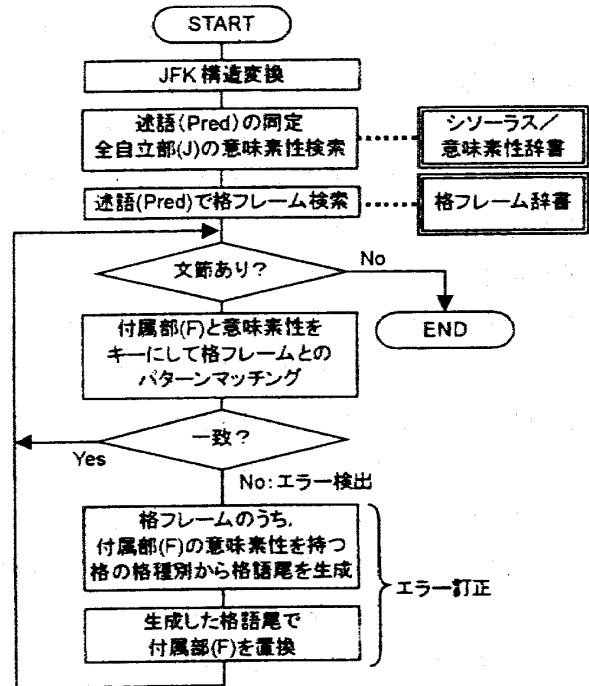 START
JFK 構造変換
述語(Pred)の同定
全自立部(J)の意味素性検索
シソーラス／
意味素性辞書
述語(Pred)で格フレーム検索
格フレーム辞書
文節あり？
No
END
付属部(F)と意味素性を
キーにして格フレームとの
パターンマッチング
一致？
Yes
No:エラー検出
格フレームのうち,
付属部(F)の意味素性を持つ
格の格種別から格語尾を生成
エラー訂正
生成した格語尾で
付属部(F)を置換